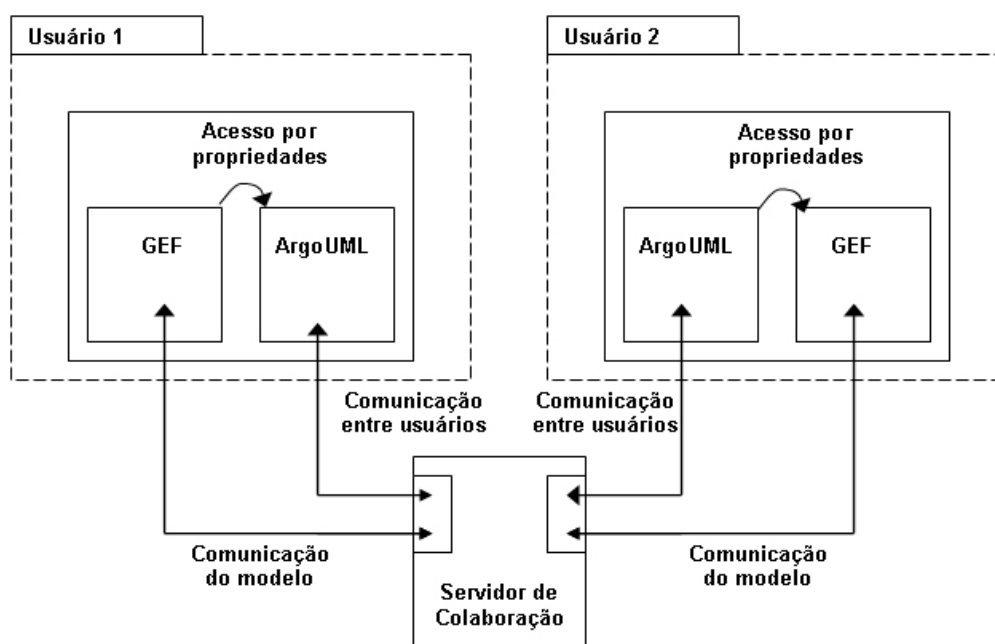 Usuário 1
Usuário 2
Acesso por
propriedades
Acesso por
propriedades
GEF
ArgoUML
ArgoUML
GEF
Comunicação
entre usuários
Comunicação
entre usuários
Comunicação
do modelo
Comunicação
do modelo
Servidor de
Colaboração